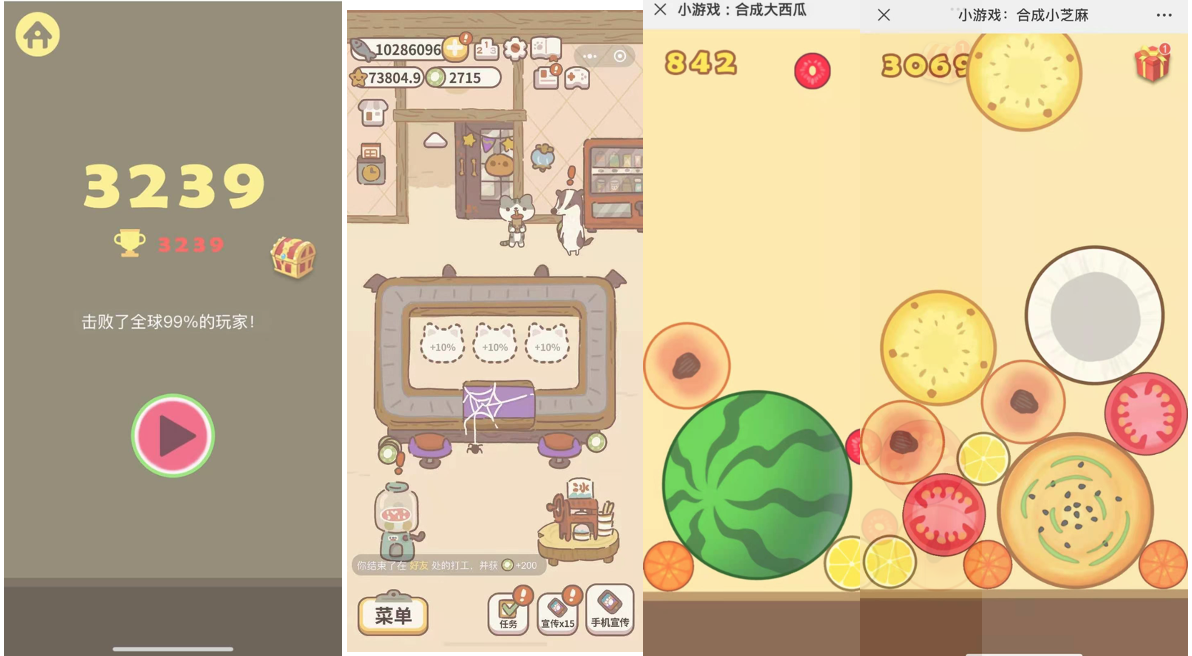 3239
3239
击败了全球99%的玩家!
10286096
73804.9
2715
+10%
+10%
+10%
冰
你结束了在 好友 处的打工，并获 +200
菜单
任务
宣传x15
手机宣传
小游戏：合成大西瓜
842
小游戏：合成小芝麻
3069
1